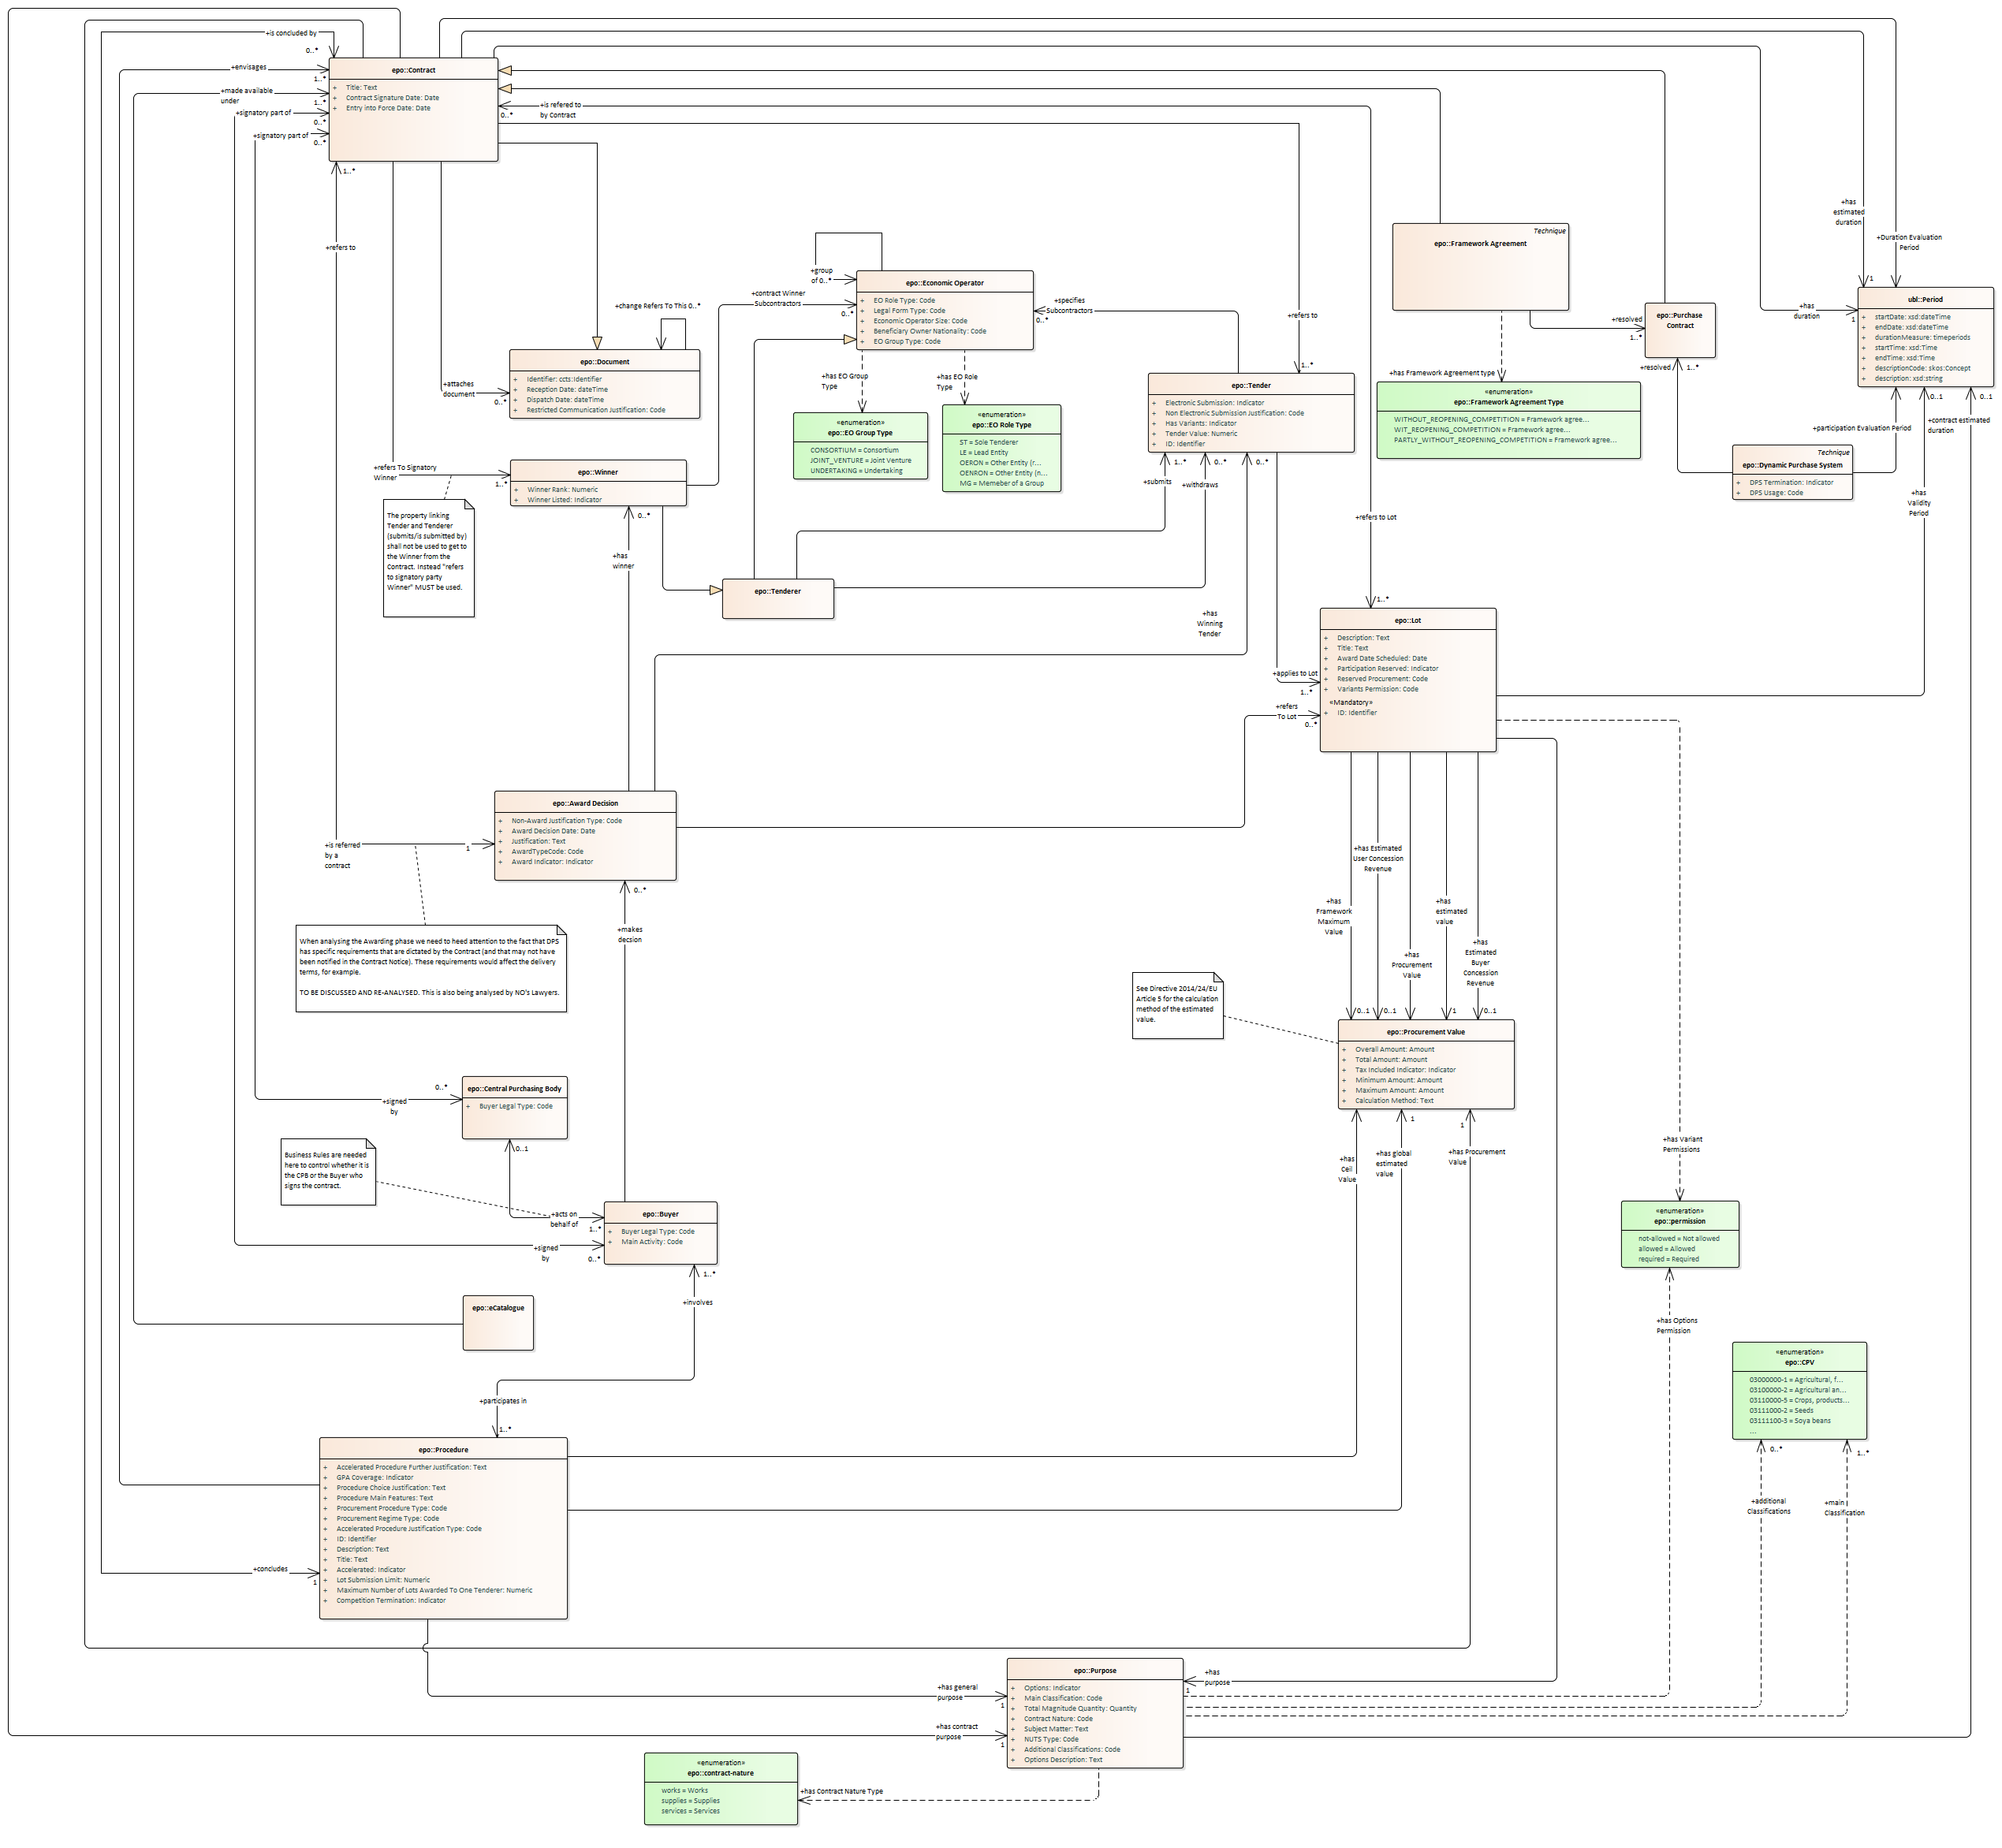 +is concluded by
0..*
+envisages
1..*
+made available
under
1..*
+signatory part of
0..*
+signatory part of
0..*
epo::Contract
+ Title: Text
+ Contract Signature Date: Date
+ Entry into Force Date: Date
+is refered to
by Contract
0..*
1..*
+refers to
+has
estimated
duration
1
+Duration Evaluation
Period
+has
duration
1
Technique
epo::Framework Agreement
+resolved
1..*
epo::Purchase
Contract
+resolved
1..*
ubl::Period
+ startDate: xsd:dateTime
+ endDate: xsd:dateTime
+ durationMeasure: timeperiods
+ startTime: xsd:Time
+ endTime: xsd:Time
+ descriptionCode: skos:Concept
+ description: xsd:string
0..1
0..1
+contract estimated
duration
+participation Evaluation Period
+has
Validity
Period
+group
of 0..*
epo::Economic Operator
+ EO Role Type: Code
+ Legal Form Type: Code
+ Economic Operator Size: Code
+ Beneficiary Owner Nationality: Code
+ EO Group Type: Code
+contract Winner
Subcontractors
0..*
+specifies
Subcontractors
0..*
+refers to
1..*
+change Refers To This 0..*
epo::Document
+ Identifier: ccts:Identifier
+ Reception Date: dateTime
+ Dispatch Date: dateTime
+ Restricted Communication Justification: Code
+attaches
document
0..*
+has EO Group
Type
+has EO Role
Type
«enumeration»
epo::EO Group Type
CONSORTIUM = Consortium
JOINT_VENTURE = Joint Venture
UNDERTAKING = Undertaking
«enumeration»
epo::EO Role Type
ST = Sole Tenderer
LE = Lead Entity
OERON = Other Entity (r...
OENRON = Other Entity (n...
MG = Memeber of a Group
epo::Tender
+ Electronic Submission: Indicator
+ Non Electronic Submission Justification: Code
+ Has Variants: Indicator
+ Tender Value: Numeric
+ ID: Identifier
+has Framework Agreement type
«enumeration»
epo::Framework Agreement Type
WITHOUT_REOPENING_COMPETITION = Framework agree...
WIT_REOPENING_COMPETITION = Framework agree...
PARTLY_WITHOUT_REOPENING_COMPETITION = Framework agree...
Technique
epo::Dynamic Purchase System
+ DPS Termination: Indicator
+ DPS Usage: Code
+refers To Signatory
Winner
1..*
epo::Winner
+ Winner Rank: Numeric
+ Winner Listed: Indicator
0..*
+has
winner
The property linking
Tender and Tenderer
(submits/is submitted by)
shall not be used to get to
the Winner from the
Contract. Instead "refers
to signatory party
Winner" MUST be used.
1..*
+submits
0..*
+withdraws
0..*
+refers to Lot
epo::Tenderer
+has
Winning
Tender
1..*
epo::Lot
+ Description: Text
+ Title: Text
+ Award Date Scheduled: Date
+ Participation Reserved: Indicator
+ Reserved Procurement: Code
+ Variants Permission: Code
«Mandatory»
+ ID: Identifier
+applies to Lot
1..*
+refers
To Lot
0..*
epo::Award Decision
+ Non-Award Justification Type: Code
+ Award Decision Date: Date
+ Justification: Text
+ AwardTypeCode: Code
+ Award Indicator: Indicator
+is referred
by a
contract
1
0..*
+makes
decsion
When analysing the Awarding phase we need to heed attention to the fact that DPS
has specific requirements that are dictated by the Contract (and that may not have
been notified in the Contract Notice). These requirements would affect the delivery
terms, for example.
TO BE DISCUSSED AND RE-ANALYSED. This is also being analysed by NO's Lawyers.
+has
Framework
Maximum
Value
0..1
+has Estimated
User Concession
Revenue
0..1
+has
Procurement
Value
+has
estimated
value
1
+has
Estimated
Buyer
Concession
Revenue
0..1
See Directive 2014/24/EU
Article 5 for the calculation
method of the estimated
value.
epo::Procurement Value
+ Overall Amount: Amount
+ Total Amount: Amount
+ Tax Included Indicator: Indicator
+ Minimum Amount: Amount
+ Maximum Amount: Amount
+ Calculation Method: Text
+has
Ceil
Value
1
+has global
estimated
value
1
+has Procurement
Value
0..*
+signed
by
epo::Central Purchasing Body
+ Buyer Legal Type: Code
0..1
Business Rules are needed
here to control whether it is
the CPB or the Buyer who
signs the contract.
+acts on
behalf of
1..*
+signed
by
0..*
epo::Buyer
+ Buyer Legal Type: Code
+ Main Activity: Code
1..*
+involves
epo::eCatalogue
+participates in
1..*
+has Variant
Permissions
«enumeration»
epo::permission
not-allowed = Not allowed
allowed = Allowed
required = Required
+has Options
Permission
«enumeration»
epo::CPV
03000000-1 = Agricultural, f...
03100000-2 = Agricultural an...
03110000-5 = Crops, products...
03111000-2 = Seeds
03111100-3 = Soya beans
...
0..*
1..*
+additional
Classifications
+main
Classification
epo::Procedure
+ Accelerated Procedure Further Justification: Text
+ GPA Coverage: Indicator
+ Procedure Choice Justification: Text
+ Procedure Main Features: Text
+ Procurement Procedure Type: Code
+ Procurement Regime Type: Code
+ Accelerated Procedure Justification Type: Code
+ ID: Identifier
+ Description: Text
+ Title: Text
+ Accelerated: Indicator
+ Lot Submission Limit: Numeric
+ Maximum Number of Lots Awarded To One Tenderer: Numeric
+ Competition Termination: Indicator
+concludes
1
+has general
purpose
1
+has contract
purpose
1
epo::Purpose
+ Options: Indicator
+ Main Classification: Code
+ Total Magnitude Quantity: Quantity
+ Contract Nature: Code
+ Subject Matter: Text
+ NUTS Type: Code
+ Additional Classifications: Code
+ Options Description: Text
+has
purpose
1
«enumeration»
epo::contract-nature
works = Works
supplies = Supplies
services = Services
+has Contract Nature Type